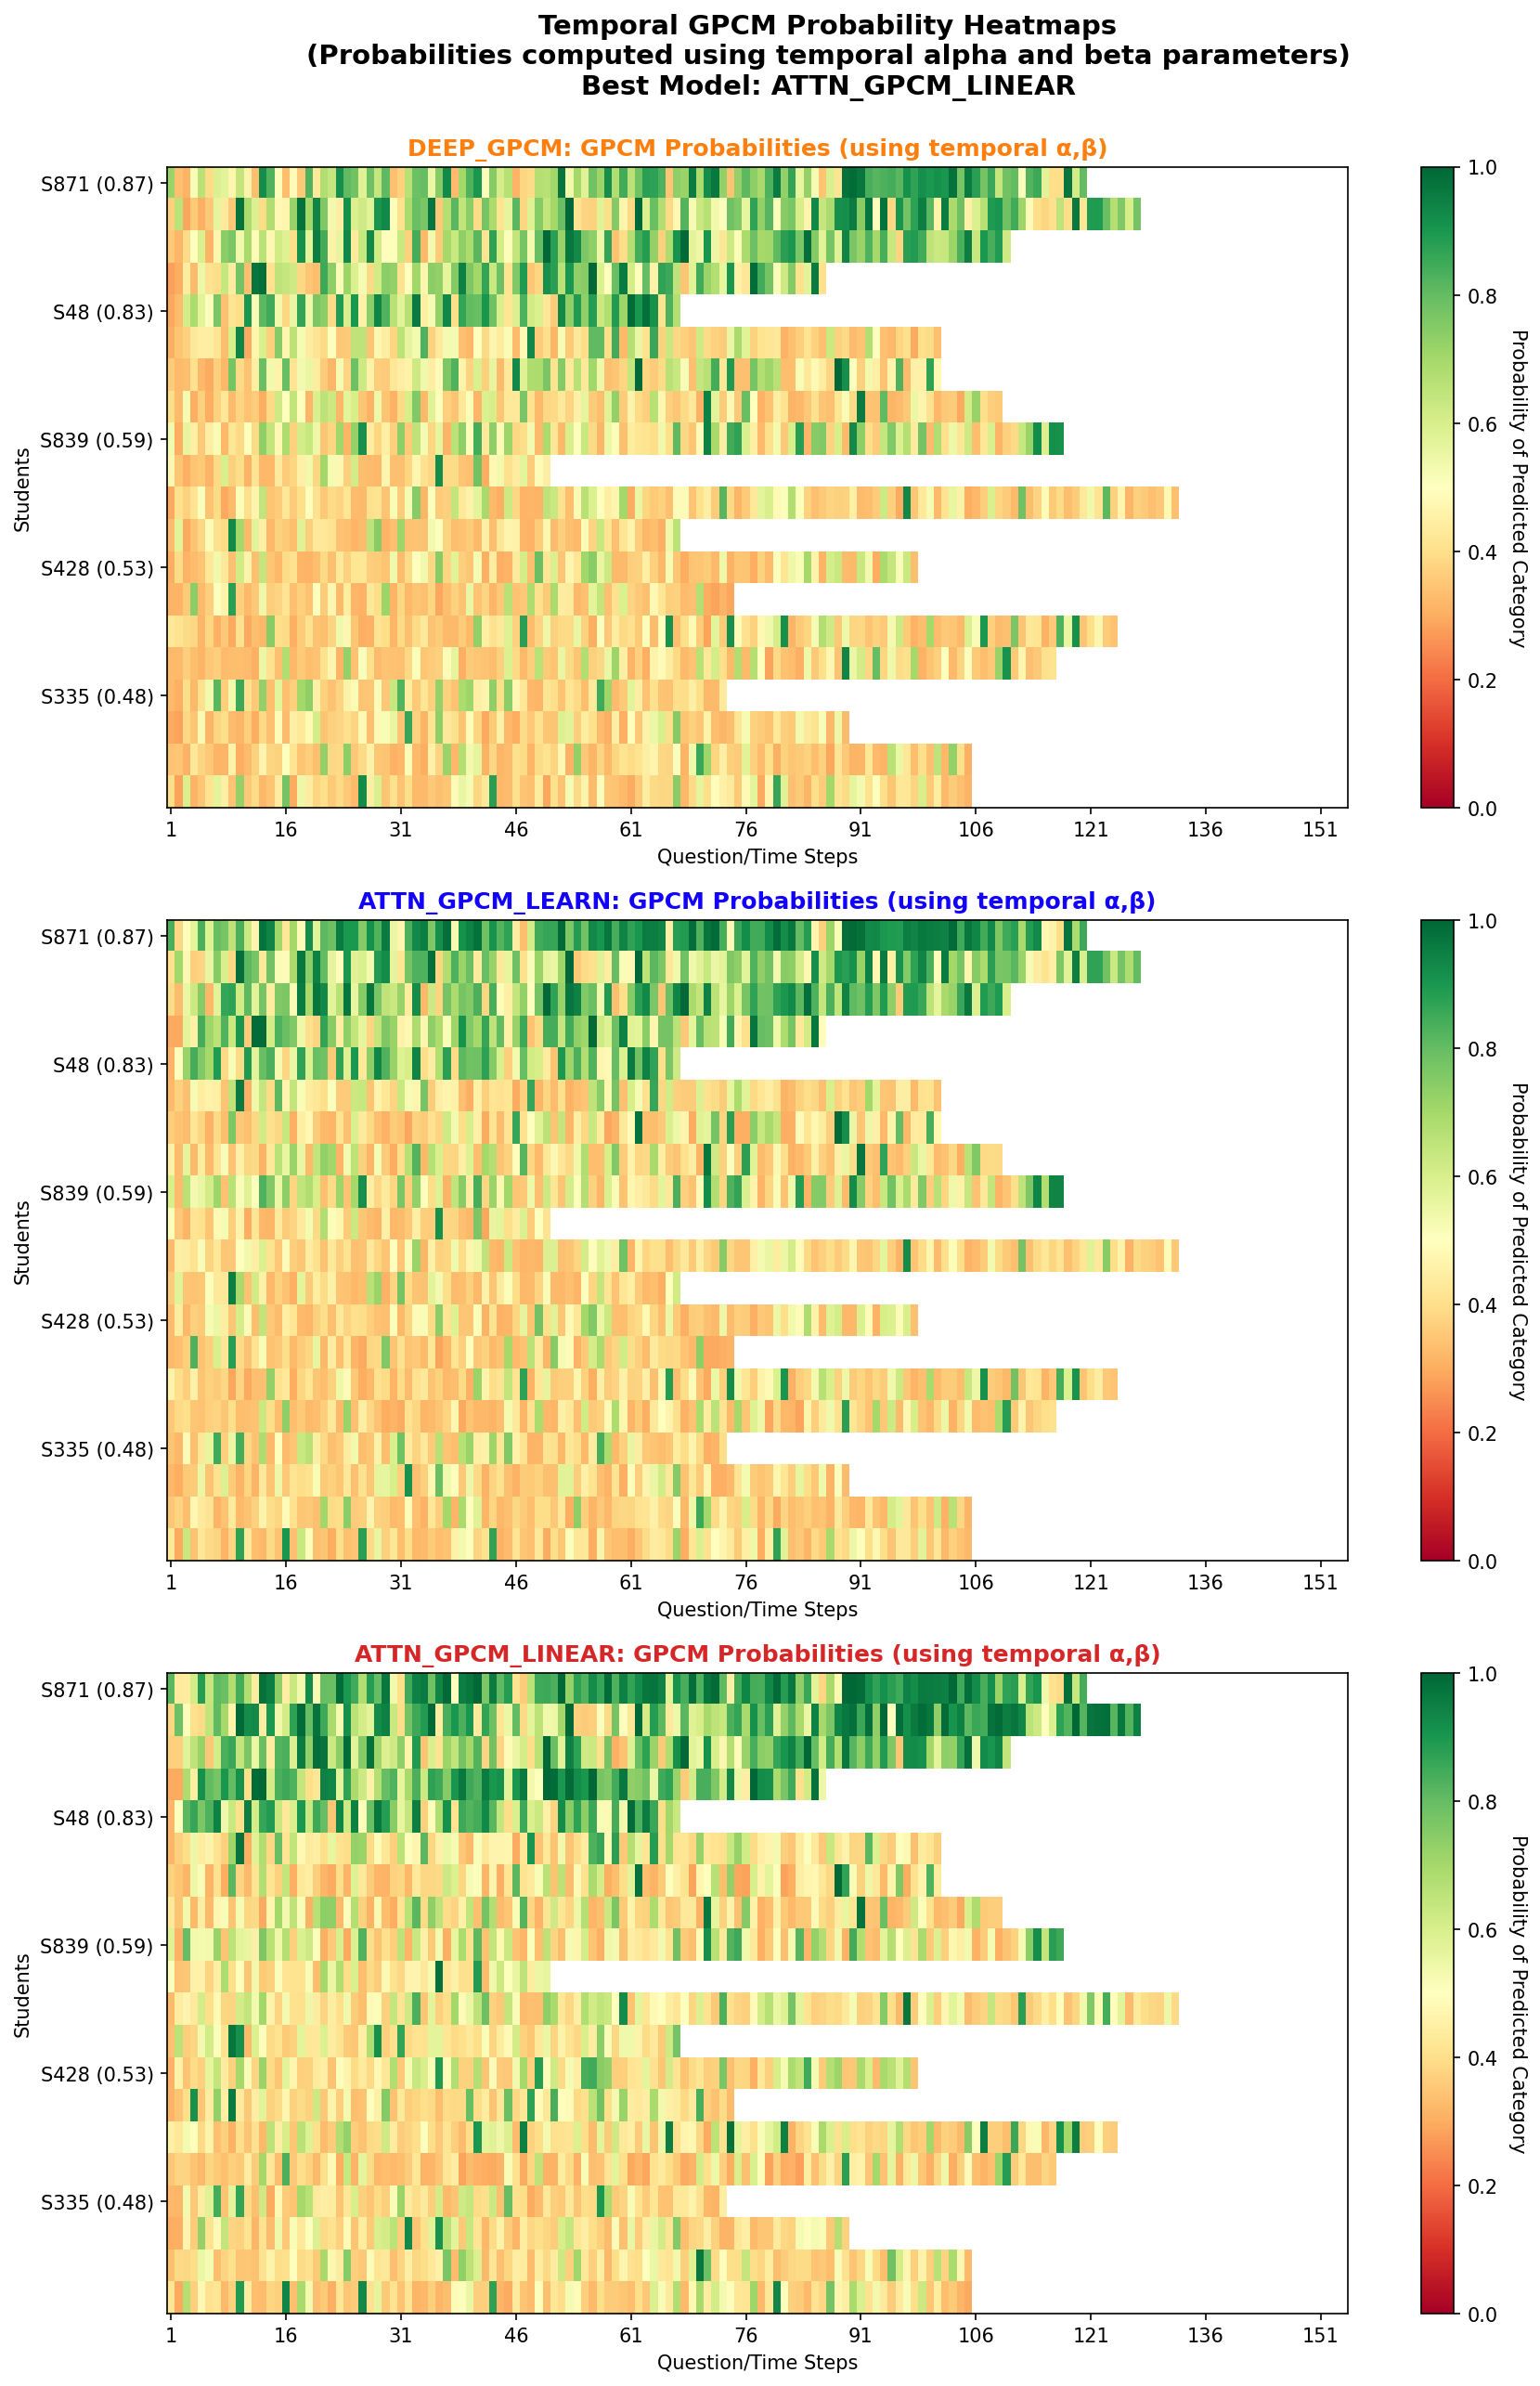 Temporal GPCM Probability Heatmaps
(Probabilities computed using temporal alpha and beta parameters)
Best Model: ATTN_GPCM_LINEAR
DEEP_GPCM: GPCM Probabilities (using temporal α,β)
Students
S871 (0.87)
S48 (0.83)
S839 (0.59)
S428 (0.53)
S335 (0.48)
1 16 31 46 61 76 91 106 121 136 151
Question/Time Steps
1.0
0.8
0.6
0.4
0.2
0.0
Probability of Predicted Category
ATTN_GPCM_LEARN: GPCM Probabilities (using temporal α,β)
Students
S871 (0.87)
S48 (0.83)
S839 (0.59)
S428 (0.53)
S335 (0.48)
1 16 31 46 61 76 91 106 121 136 151
Question/Time Steps
1.0
0.8
0.6
0.4
0.2
0.0
Probability of Predicted Category
ATTN_GPCM_LINEAR: GPCM Probabilities (using temporal α,β)
Students
S871 (0.87)
S48 (0.83)
S839 (0.59)
S428 (0.53)
S335 (0.48)
1 16 31 46 61 76 91 106 121 136 151
Question/Time Steps
1.0
0.8
0.6
0.4
0.2
0.0
Probability of Predicted Category